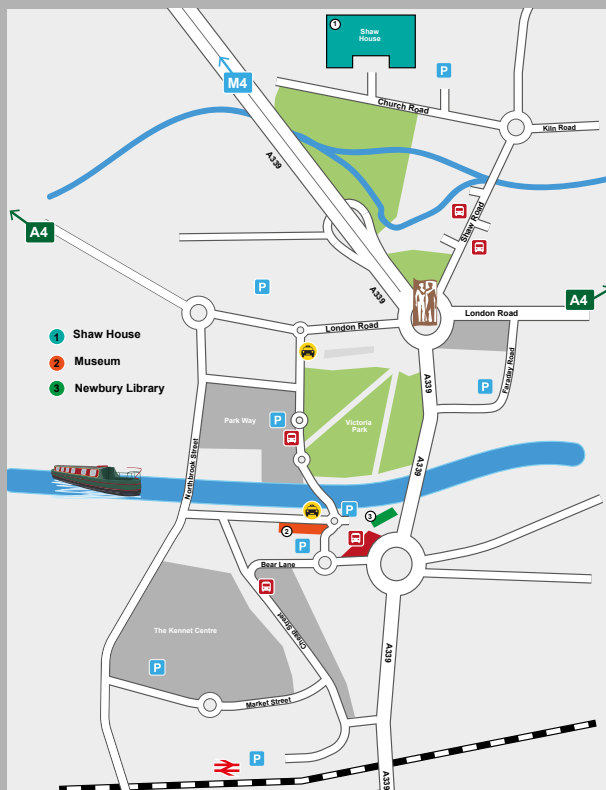 1
Shaw
House
P
M4
Church Road
Kiln Road
A339
Shaw Road
A4
P
A339
A4
London Road
London Road
1 Shaw House
2 Museum
3 Newbury Library
A339
Faraday Road
P
Park Way
P
Victoria
Park
Northbrook Street
A339
P
3
2
P
Bear Lane
Cheap Street
The Kennet Centre
P
A339
Market Street
P
A339